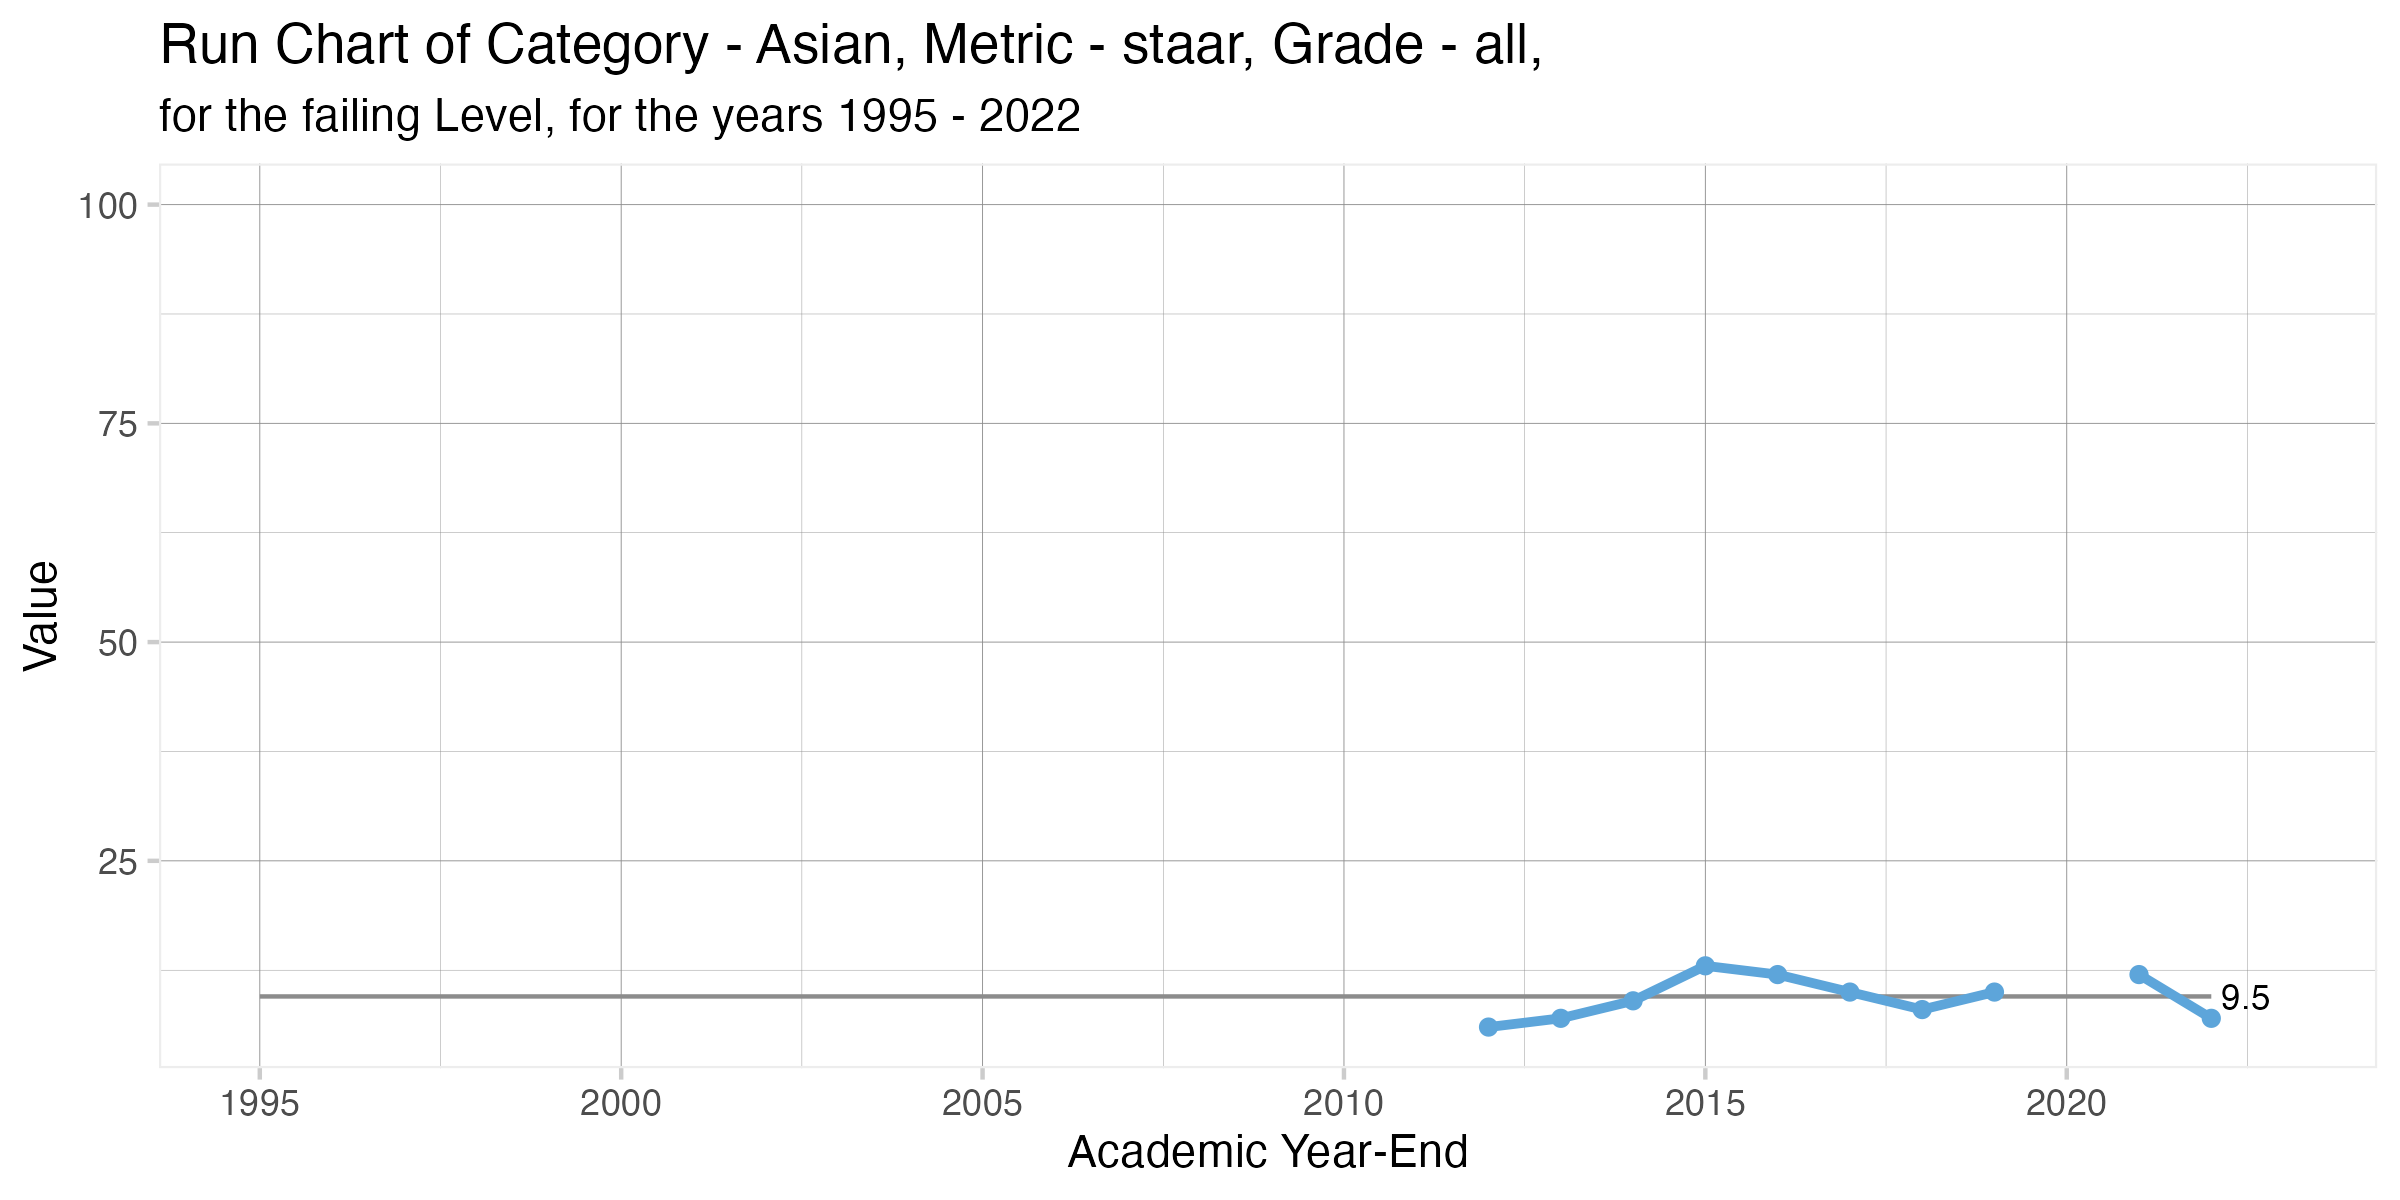 Run Chart of Category - Asian, Metric - staar, Grade - all,
for the failing Level, for the years 1995 - 2022
100
75
50
25
Value
9.5
1995 2000 2005 2010 2015 2020
Academic Year-End